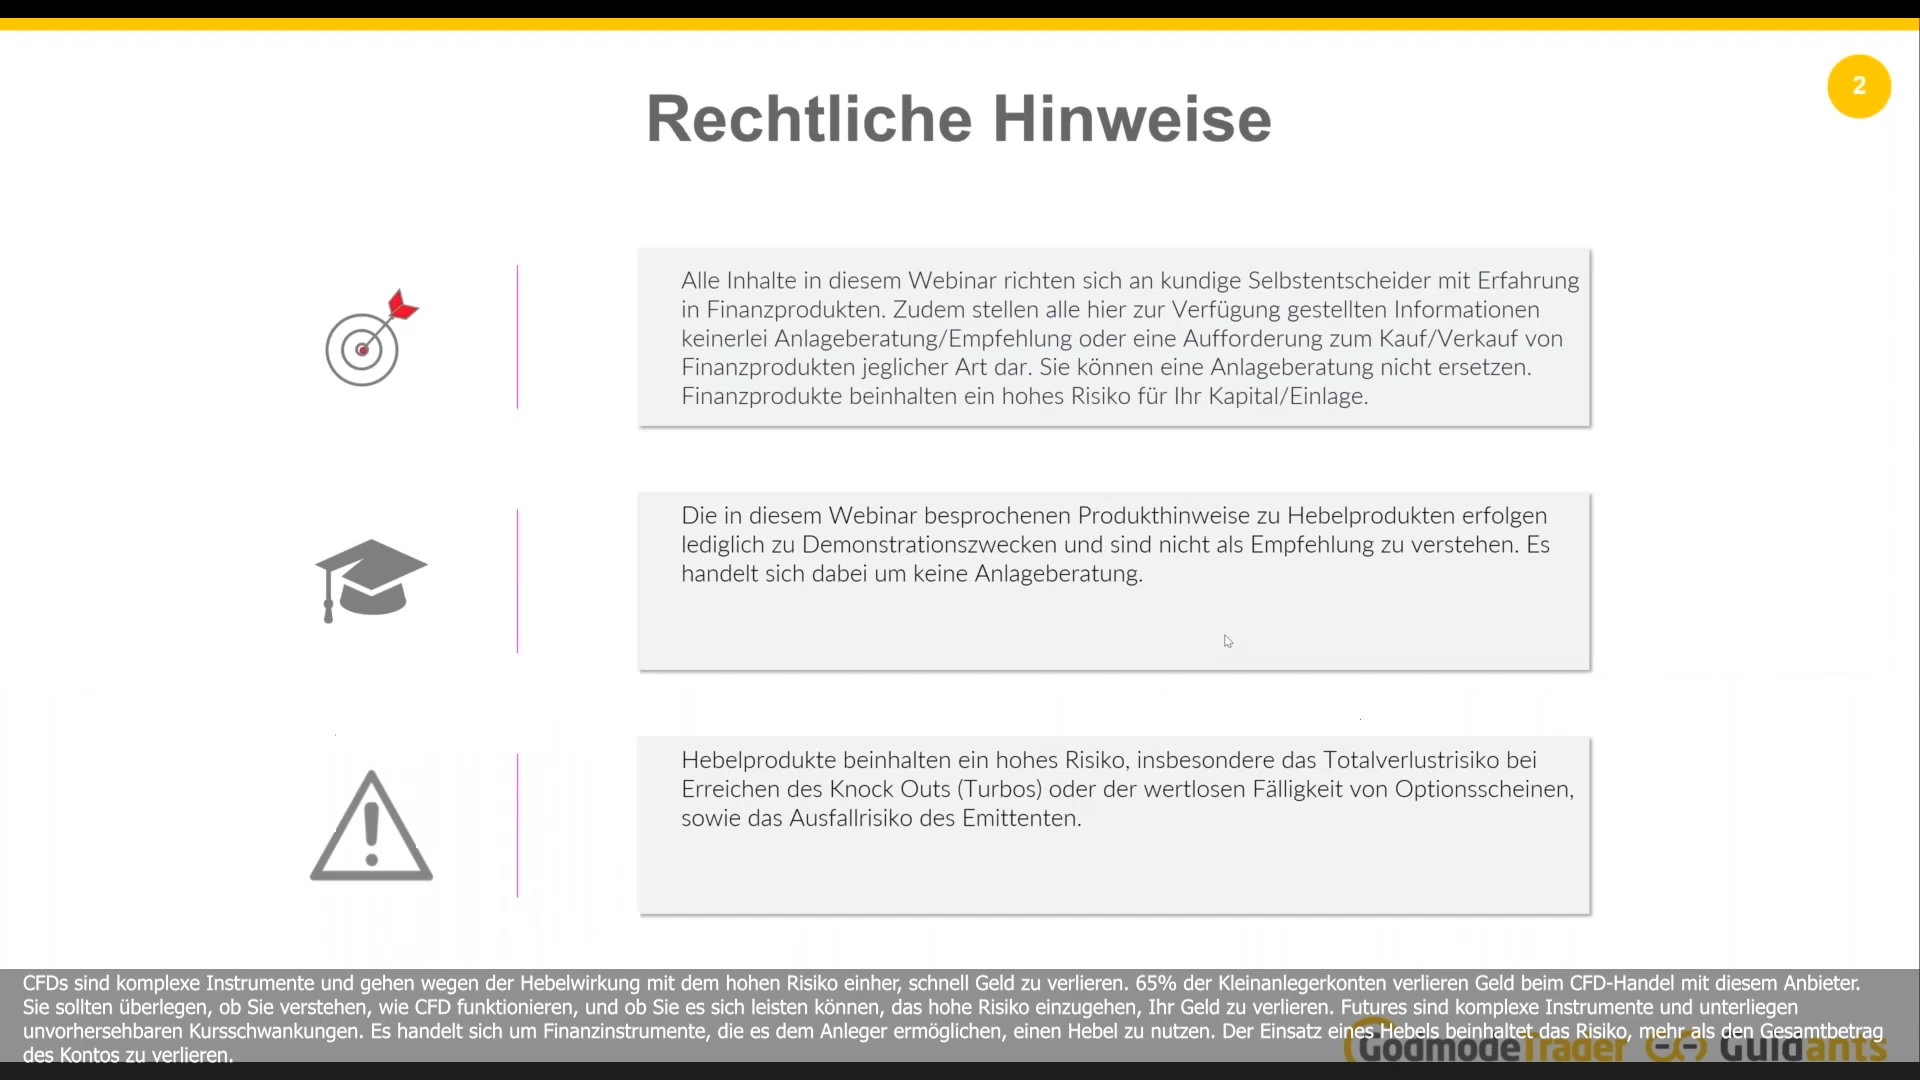 2
Rechtliche Hinweise
Alle Inhalte in diesem Webinar richten sich an kundige Selbstentscheider mit Erfahrung
in Finanzprodukten. Zudem stellen alle hier zur Verfügung gestellten Informationen
keinerlei Anlageberatung/Empfehlung oder eine Aufforderung zum Kauf/Verkauf von
Finanzprodukten jeglicher Art dar. Sie können eine Anlageberatung nicht ersetzen.
Finanzprodukte beinhalten ein hohes Risiko für Ihr Kapital/Einlage.
Die in diesem Webinar besprochenen Produkthinweise zu Hebelprodukten erfolgen
lediglich zu Demonstrationszwecken und sind nicht als Empfehlung zu verstehen. Es
handelt sich dabei um keine Anlageberatung.
Hebelprodukte beinhalten ein hohes Risiko, insbesondere das Totalverlustrisiko bei
Erreichen des Knock Outs (Turbos) oder der wertlosen Fälligkeit von Optionsscheinen,
sowie das Ausfallrisiko des Emittenten.
CFDs sind komplexe Instrumente und gehen wegen der Hebelwirkung mit dem hohen Risiko einher, schnell Geld zu verlieren. 65% der Kleinanlegerkonten verlieren Geld beim CFD-Handel mit diesem Anbieter.
Sie sollten überlegen, ob Sie verstehen, wie CFD funktionieren, und ob Sie es sich leisten können, das hohe Risiko einzugehen, Ihr Geld zu verlieren. Futures sind komplexe Instrumente und unterliegen
unvorhersehbaren Kursschwankungen. Es handelt sich um Finanzinstrumente, die es dem Anleger ermöglichen, einen Hebel zu nutzen. Der Einsatz eines Hebels beinhaltet das Risiko, mehr als den Gesamtbetrag
des Kontos zu verlieren.
GodmodeTrader Guidants